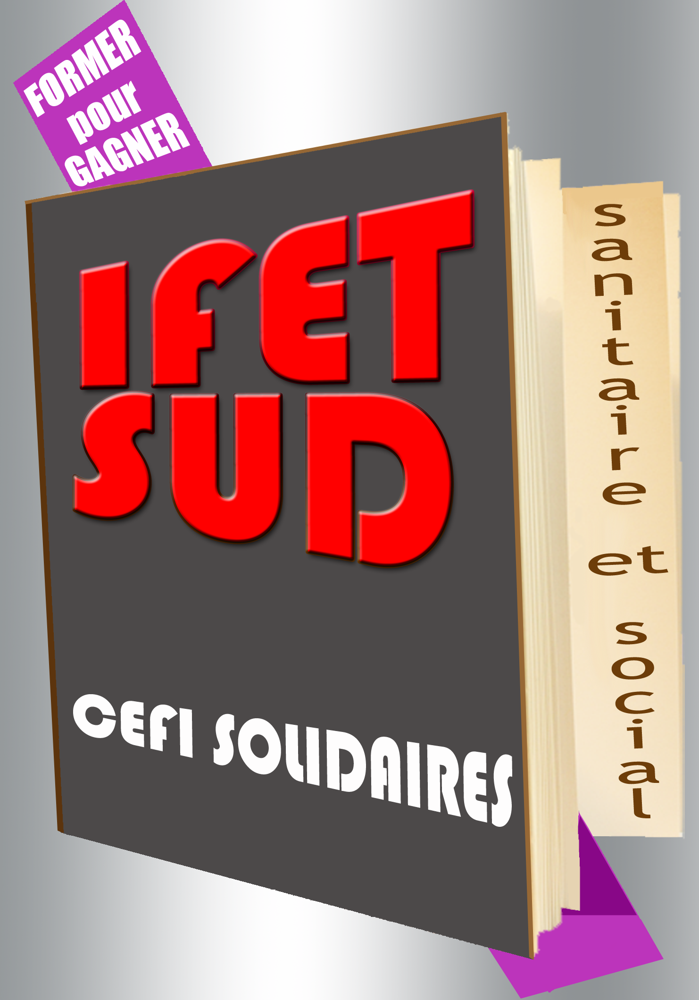 FORMER
pour
GAGNER
IFET
SUD
CEFI SOLIDAIRES
sanitaire
et
social